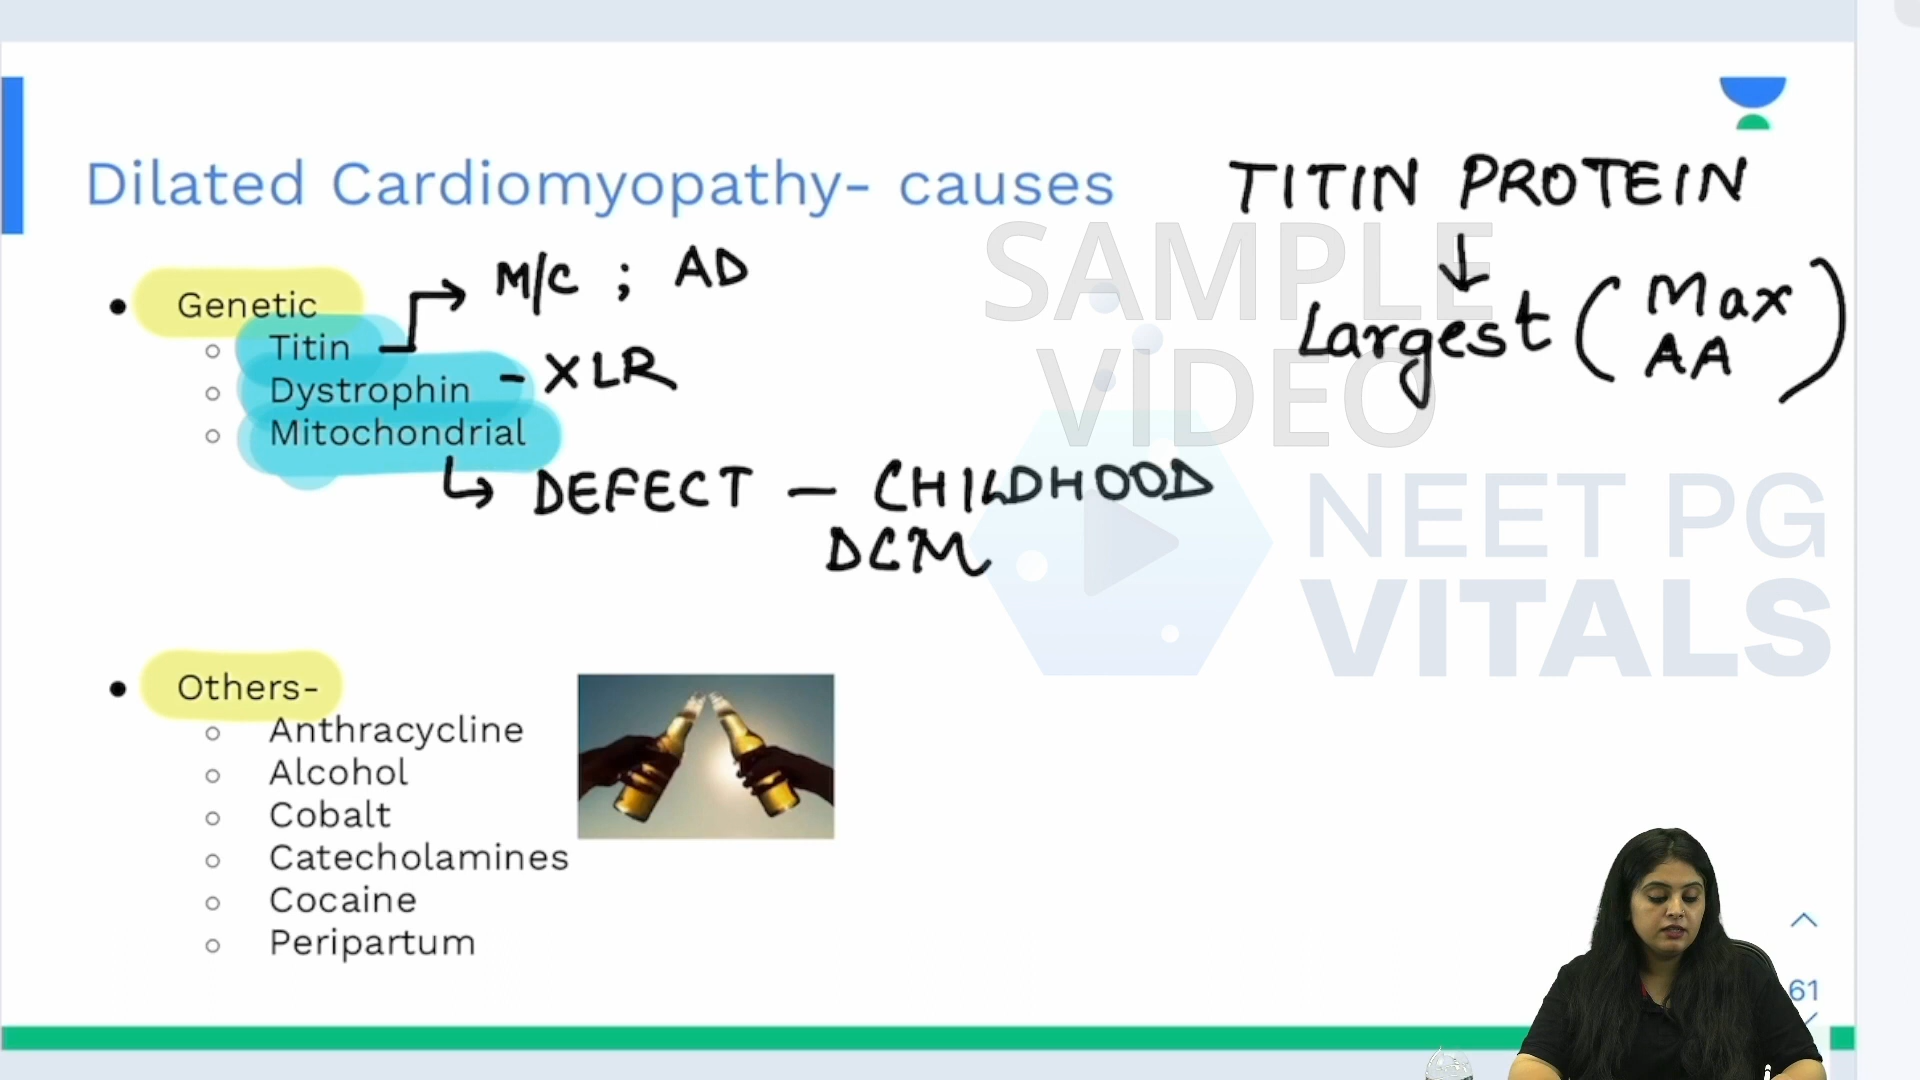 Dilated Cardiomyopathy- causes
TITIN PROTEIN
↓
Largest (Max AA)
SAMPLE
VIDEO
• Genetic
○ Titin → M/C ; AD
○ Dystrophin - XLR
○ Mitochondrial
↳ DEFECT — CHILDHOOD
DCM
NEET PG
VITALS
• Others-
○ Anthracycline
○ Alcohol
○ Cobalt
○ Catecholamines
○ Cocaine
○ Peripartum
61